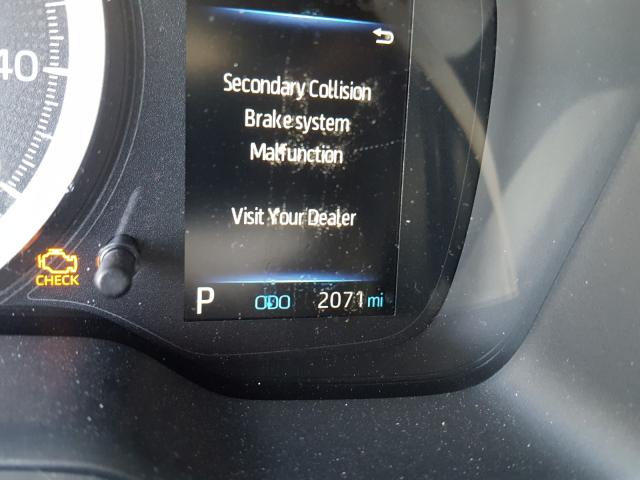 40
Secondary Collision
Brake system
Malfunction
Visit Your Dealer
CHECK
P ODO 2071 mi